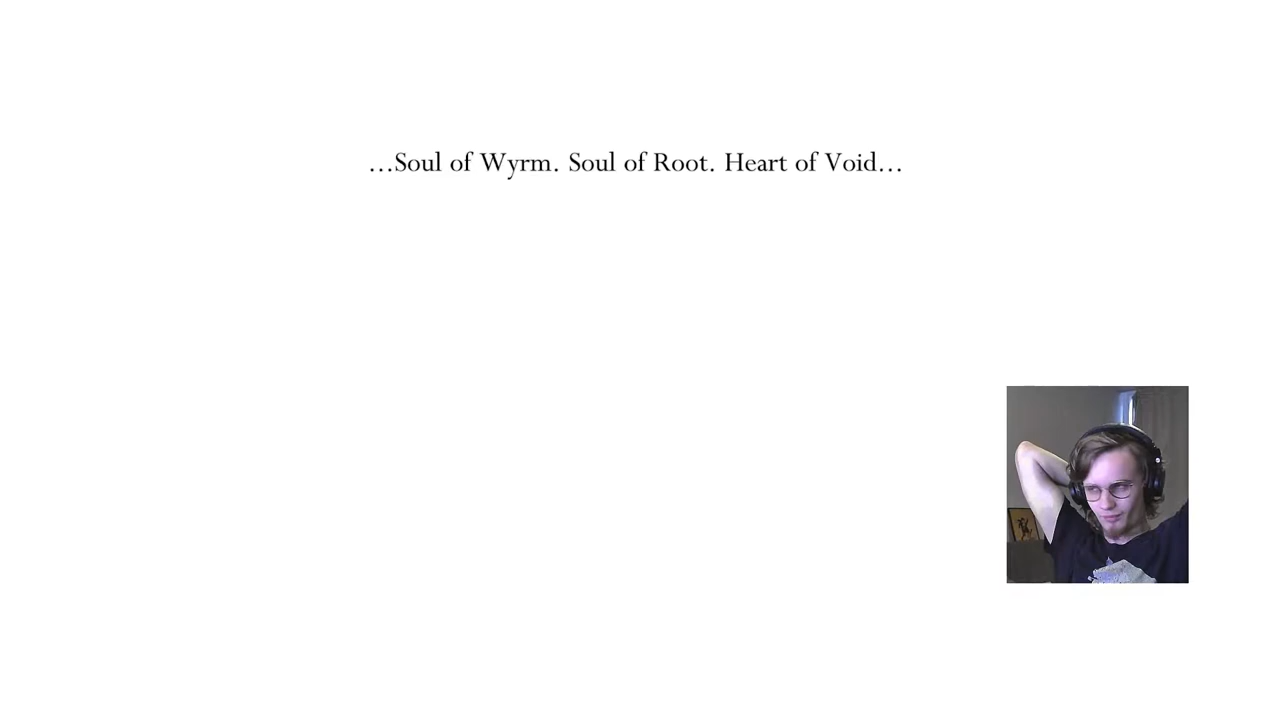 …Soul of Wyrm. Soul of Root. Heart of Void…